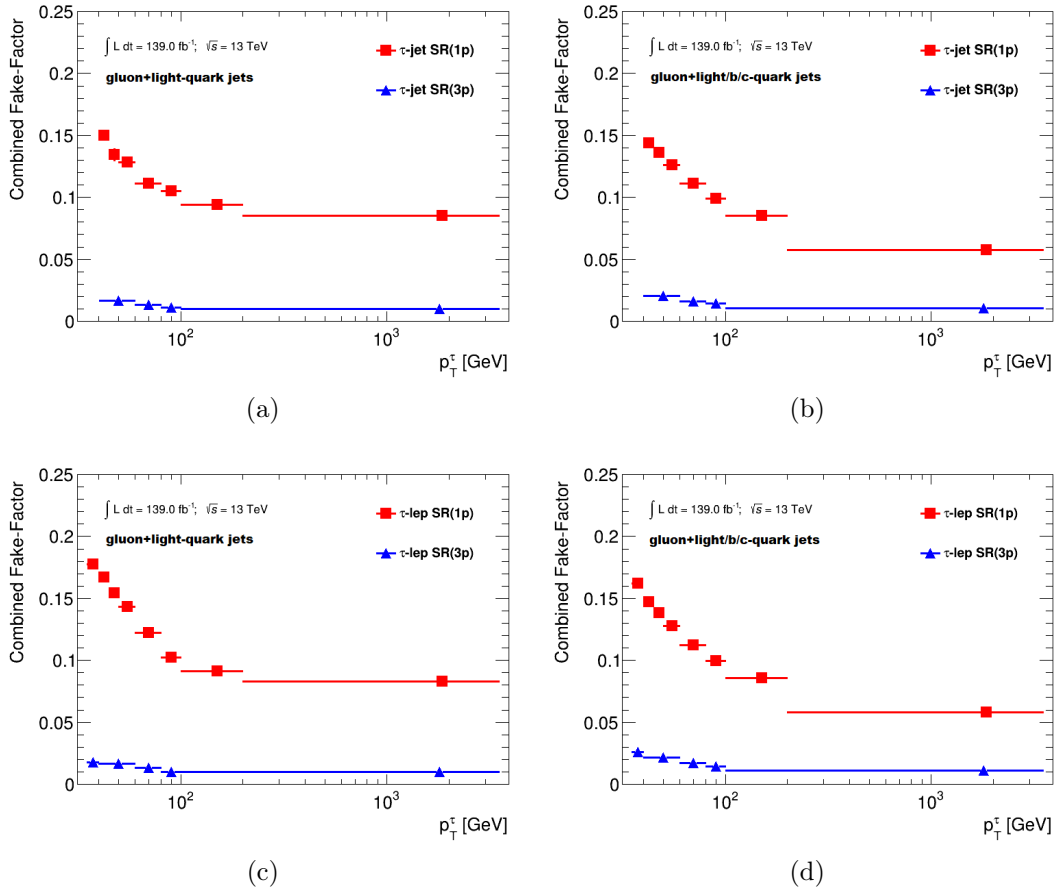 Combined Fake-Factor
0.25
0.2
0.15
0.1
0.05
0
∫ L dt = 139.0 fb⁻¹; √s = 13 TeV
gluon+light-quark jets
τ-jet SR(1p)
τ-jet SR(3p)
10²
10³
p_T^τ [GeV]
(a)
Combined Fake-Factor
0.25
0.2
0.15
0.1
0.05
0
∫ L dt = 139.0 fb⁻¹; √s = 13 TeV
gluon+light/b/c-quark jets
τ-jet SR(1p)
τ-jet SR(3p)
10²
10³
p_T^τ [GeV]
(b)
Combined Fake-Factor
0.25
0.2
0.15
0.1
0.05
0
∫ L dt = 139.0 fb⁻¹; √s = 13 TeV
gluon+light-quark jets
τ-lep SR(1p)
τ-lep SR(3p)
10²
10³
p_T^τ [GeV]
(c)
Combined Fake-Factor
0.25
0.2
0.15
0.1
0.05
0
∫ L dt = 139.0 fb⁻¹; √s = 13 TeV
gluon+light/b/c-quark jets
τ-lep SR(1p)
τ-lep SR(3p)
10²
10³
p_T^τ [GeV]
(d)